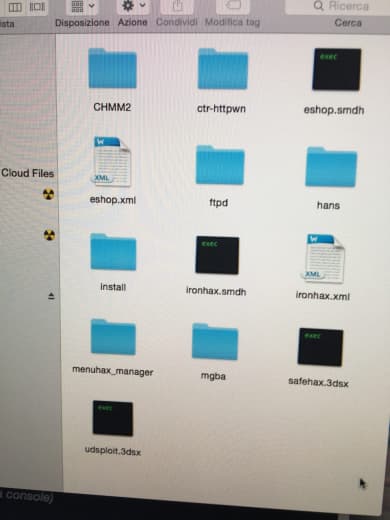 ista Disposizione Azione Condividi Modifica tag Cerca
Ricerca
exec
CHMM2 ctr-httpwn eshop.smdh
Cloud Files
W
XML
eshop.xml ftpd hans
exec
W
XML
install ironhax.smdh ironhax.xml
exec
menuhax_manager mgba safehax.3dsx
exec
udsploit.3dsx
console)